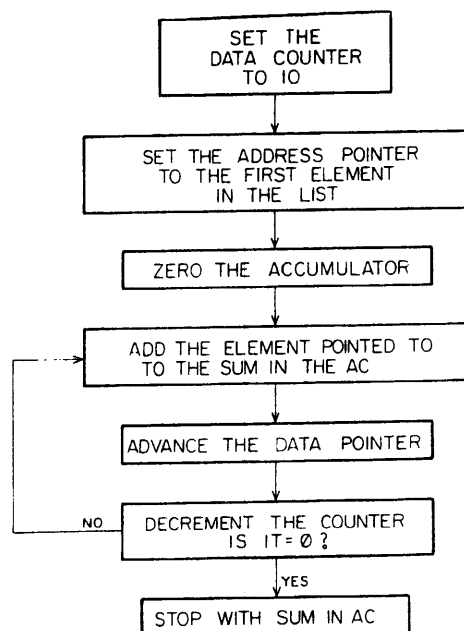 SET THE
DATA COUNTER
TO 10
SET THE ADDRESS POINTER
TO THE FIRST ELEMENT
IN THE LIST
ZERO THE ACCUMULATOR
ADD THE ELEMENT POINTED TO
TO THE SUM IN THE AC
ADVANCE THE DATA POINTER
DECREMENT THE COUNTER
IS IT = Ø ?
NO
YES
STOP WITH SUM IN AC